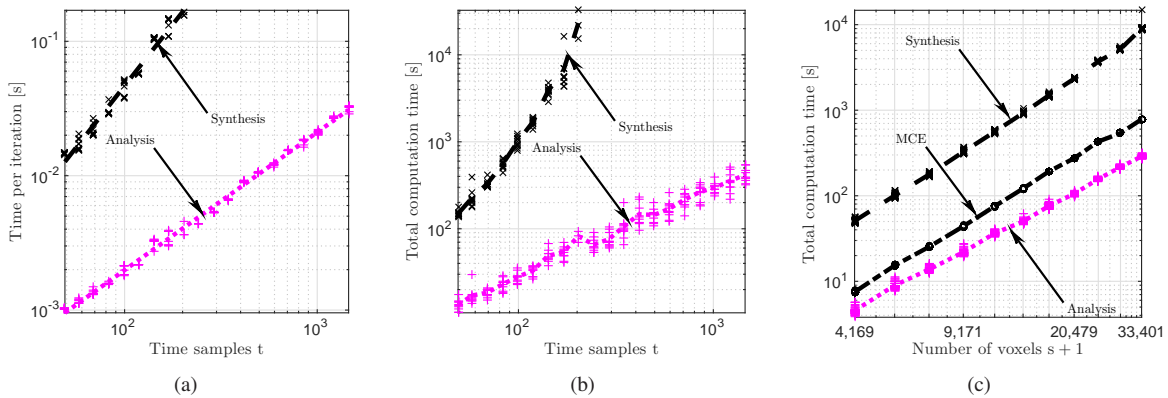 Time per iteration [s]
10^{-1}
10^{-2}
10^{-3}
Synthesis
Analysis
10^{2}
10^{3}
Time samples t
(a)
Total computation time [s]
10^{4}
10^{3}
10^{2}
Synthesis
Analysis
10^{2}
10^{3}
Time samples t
(b)
Total computation time [s]
10^{4}
10^{3}
10^{2}
10^{1}
Synthesis
MCE
Analysis
4,169
9,171
20,479
33,401
Number of voxels s + 1
(c)